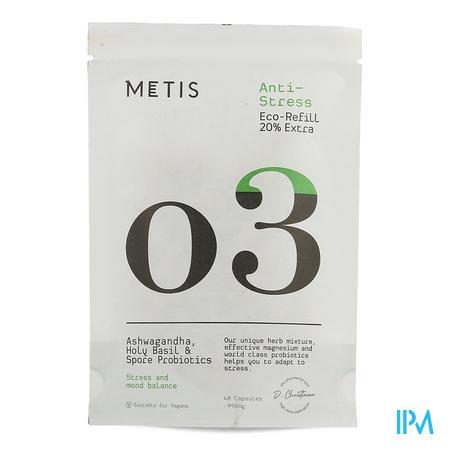 METIS
Anti-
Stress
Eco-Refill
20% Extra
03
Ashwagandha,
Holy Basil &
Spore Probiotics
Stress and
mood balance
Suitable for Vegans
Our unique herb mixture,
effective magnesium and
world class probiotics
helps you to adapt to
stress.
48 Capsules
D. Christinen
IPM